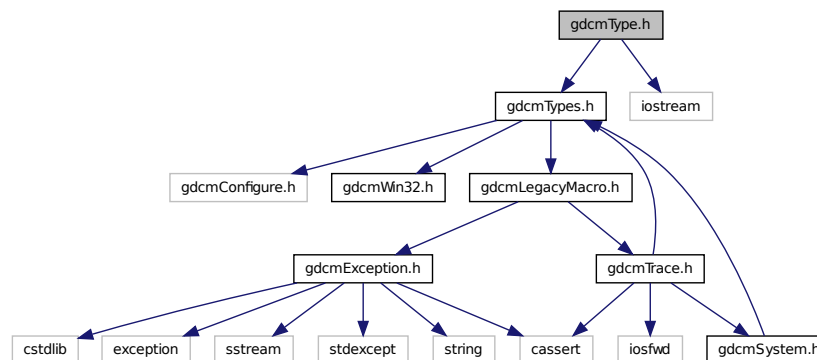 gdcmType.h
gdcmTypes.h
iostream
gdcmConfigure.h
gdcmWin32.h
gdcmLegacyMacro.h
gdcmException.h
gdcmTrace.h
cstdlib
exception
sstream
stdexcept
string
cassert
iosfwd
gdcmSystem.h